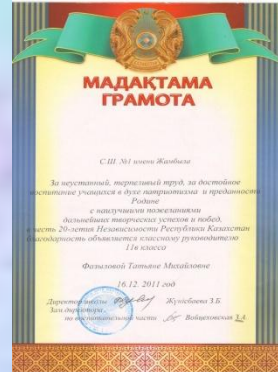 МАДАҚТАМА
ГРАМОТА
С.Ш. №1 имени Жамбыла
За неустанный, терпеливый труд, за достойное
воспитание учащихся в духе патриотизма и преданности
Родине
с наилучшими пожеланиями
дальнейших творческих успехов и побед,
в честь 20-летия Независимости Республики Казахстан
благодарность объявляется классному руководителю
11в класса
Фазыловой Татьяне Михайловне
16.12.2011 год
Директор школы Жунусбекова З.Б.
Зам.директора
по воспитательной части Войцеховская